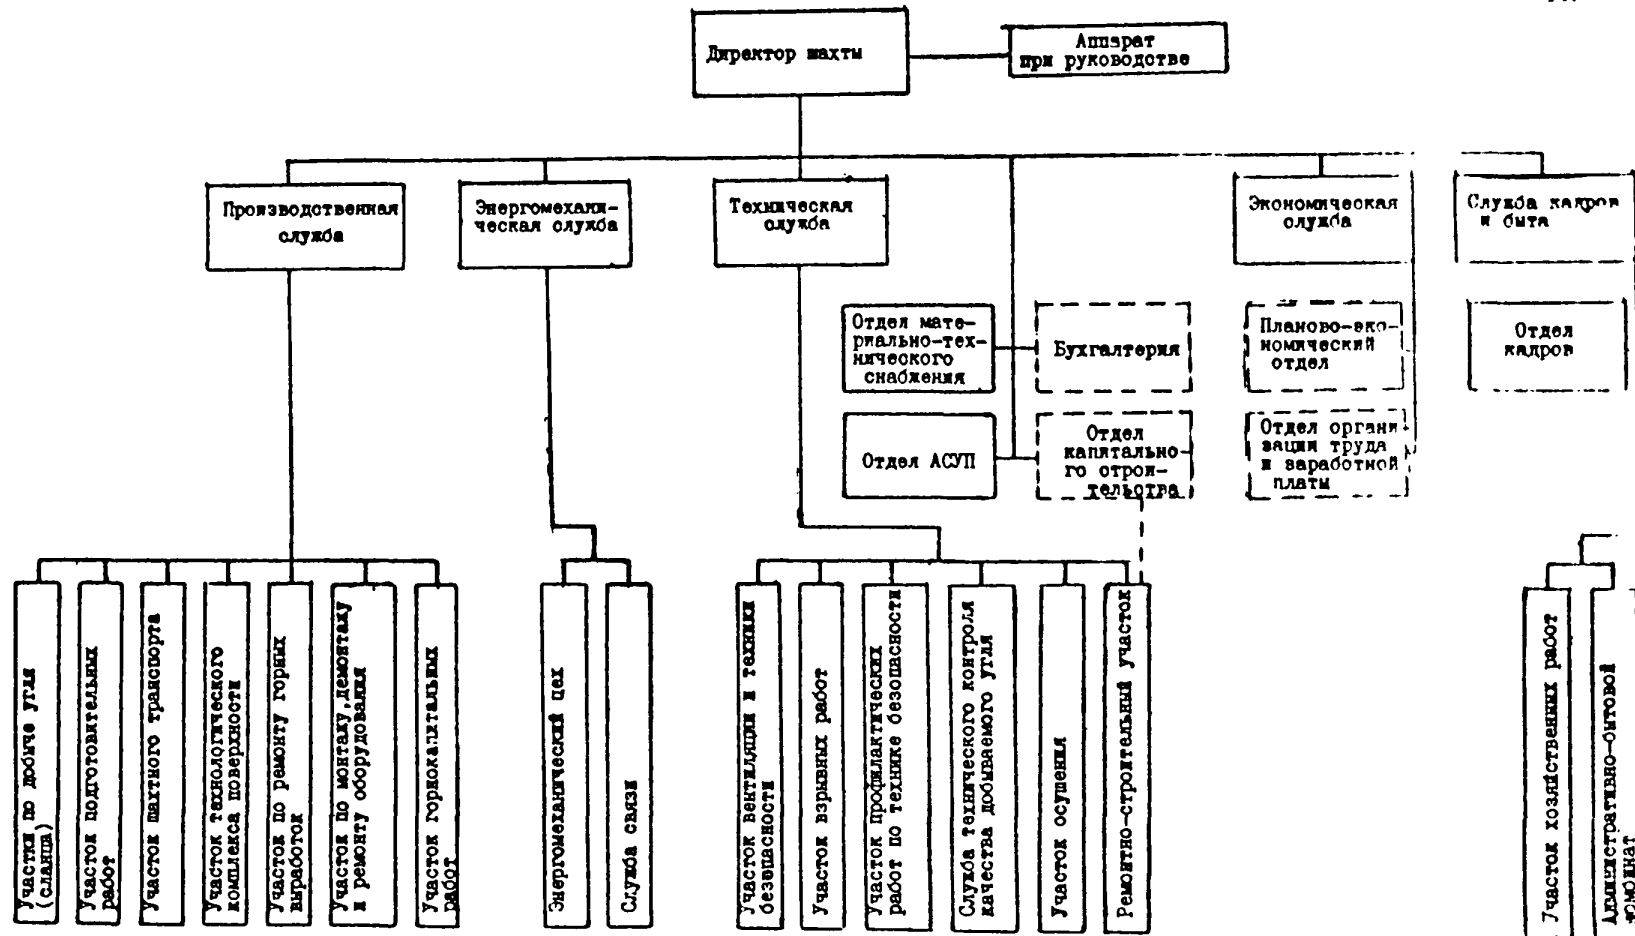 Директор шахты
Аппарат
при руководстве
Производственная
служба
Энергомехани-
ческая служба
Техническая
служба
Экономическая
служба
Служба кадров
и быта
Отдел мате-
риально-тех-
нического
снабжения
Бухгалтерия
Планово-эко-
номический
отдел
Отдел
кадров
Отдел АСУП
Отдел
капитально-
го строи-
тельства
Отдел органи-
зации труда
и заработной
платы
Участки по добыче угля
(сланца)
Участок подготовительных
работ
Участок шахтного транспорта
Участок технологического
комплекса поверхности
Участок по ремонту горных
выработок
Участок по монтажу,демонтажу
и ремонту оборудования
Участок горнокапитальных
работ
Энергомеханический цех
Служба связи
Участок вентиляции и техники
безопасности
Участок взрывных работ
Участок профилактических
работ по технике безопасности
Служба технического контроля
качества добываемого угля
Участок осушения
Ремонтно-строительный участок
Участок хозяйственных работ
Административно-бытовой
комбинат